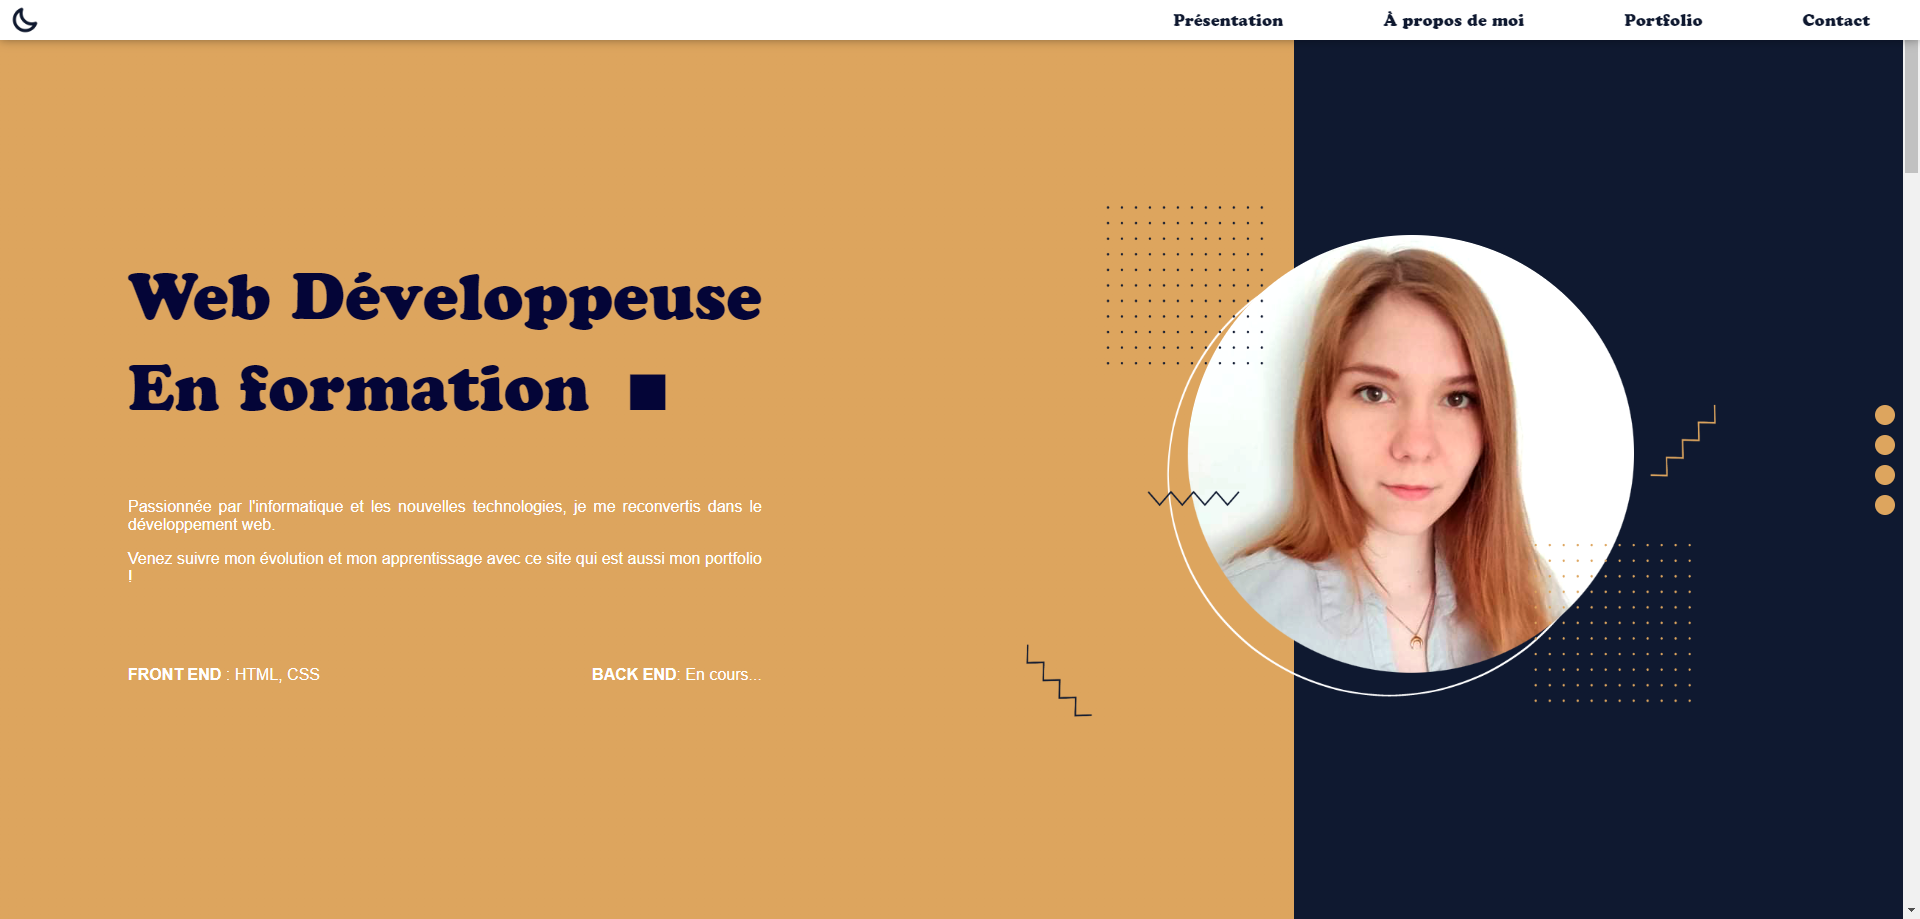 Présentation À propos de moi Portfolio Contact
Web Développeuse
En formation
Passionnée par l'informatique et les nouvelles technologies, je me reconvertis dans le
développement web.
Venez suivre mon évolution et mon apprentissage avec ce site qui est aussi mon portfolio
!
FRONT END : HTML, CSS BACK END: En cours...